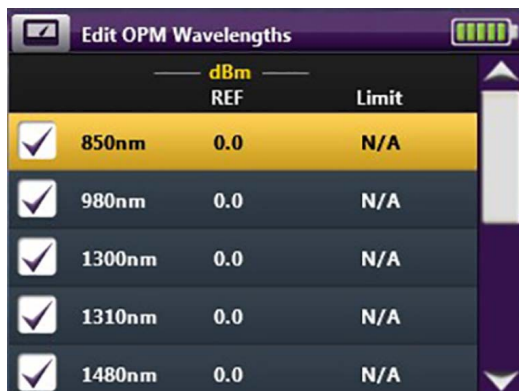 Edit OPM Wavelengths
dBm
REF Limit
850nm 0.0 N/A
980nm 0.0 N/A
1300nm 0.0 N/A
1310nm 0.0 N/A
1480nm 0.0 N/A